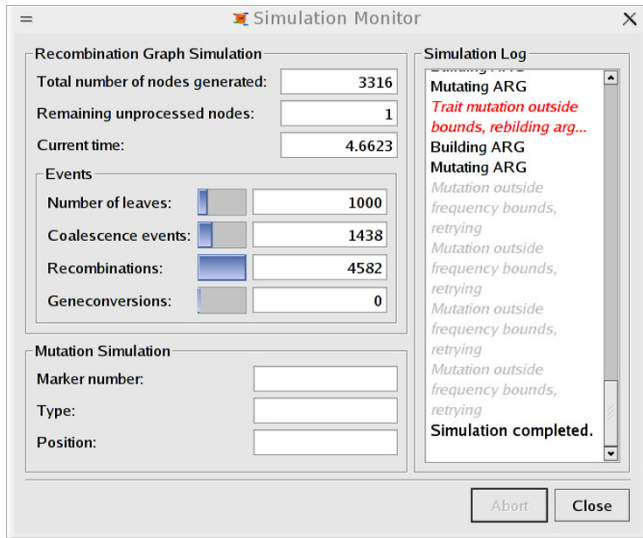 Simulation Monitor
Recombination Graph Simulation
Total number of nodes generated: 3316
Remaining unprocessed nodes: 1
Current time: 4.6623
Events
Number of leaves: 1000
Coalescence events: 1438
Recombinations: 4582
Geneconversions: 0
Mutation Simulation
Marker number:
Type:
Position:
Simulation Log
Building ARG
Mutating ARG
Trait mutation outside
bounds, rebilding arg...
Building ARG
Mutating ARG
Mutation outside
frequency bounds,
retrying
Mutation outside
frequency bounds,
retrying
Mutation outside
frequency bounds,
retrying
Mutation outside
frequency bounds,
retrying
Simulation completed.
Abort Close